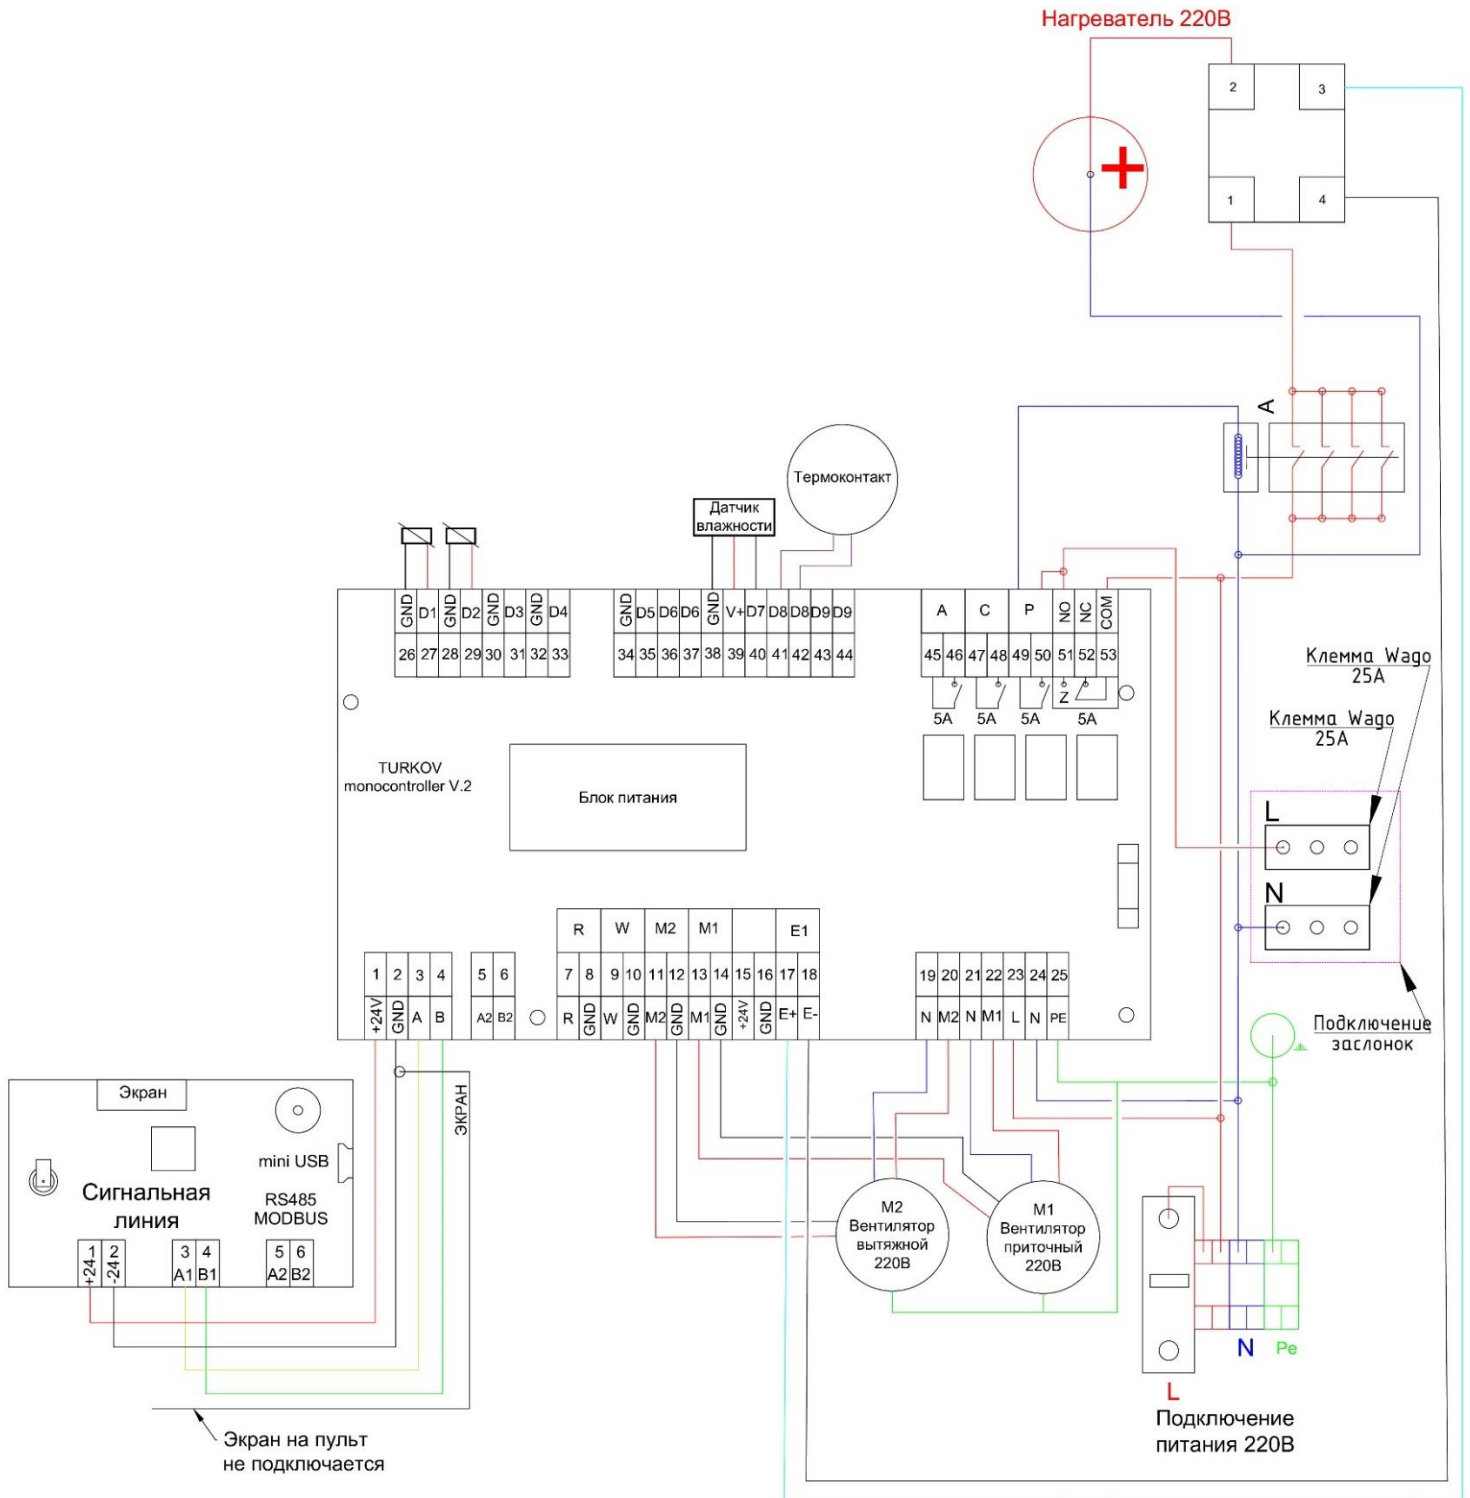 Нагреватель 220В
2
3
1
4
A
Термоконтакт
Датчик
влажности
GND
D1
GND
D2
GND
D3
GND
D4
26
27
28
29
30
31
32
33
GND
D5
D6
D6
GND
V+
D7
D8
D8
D9
D9
34
35
36
37
38
39
40
41
42
43
44
A
C
P
NO
NC
COM
45
46
47
48
49
50
51
52
53
Z
5A
5A
5A
5A
Клемма Wago
25А
Клемма Wago
25А
TURKOV
monocontroller V.2
Блок питания
L
N
Подключение
заслонок
R
W
M2
M1
E1
1
2
3
4
5
6
7
8
9
10
11
12
13
14
15
16
17
18
19
20
21
22
23
24
25
+24V
GND
A
B
A2
B2
R
GND
W
GND
M2
GND
M1
GND
+24V
GND
E+
E-
N
M2
N
M1
L
N
PE
ЭКРАН
Экран
mini USB
Сигнальная
линия
RS485
MODBUS
1
2
3
4
5
6
+24
-24
A1
B1
A2
B2
M2
Вентилятор
вытяжной
220В
M1
Вентилятор
приточный
220В
N
Pe
L
Подключение
питания 220В
Экран на пульт
не подключается